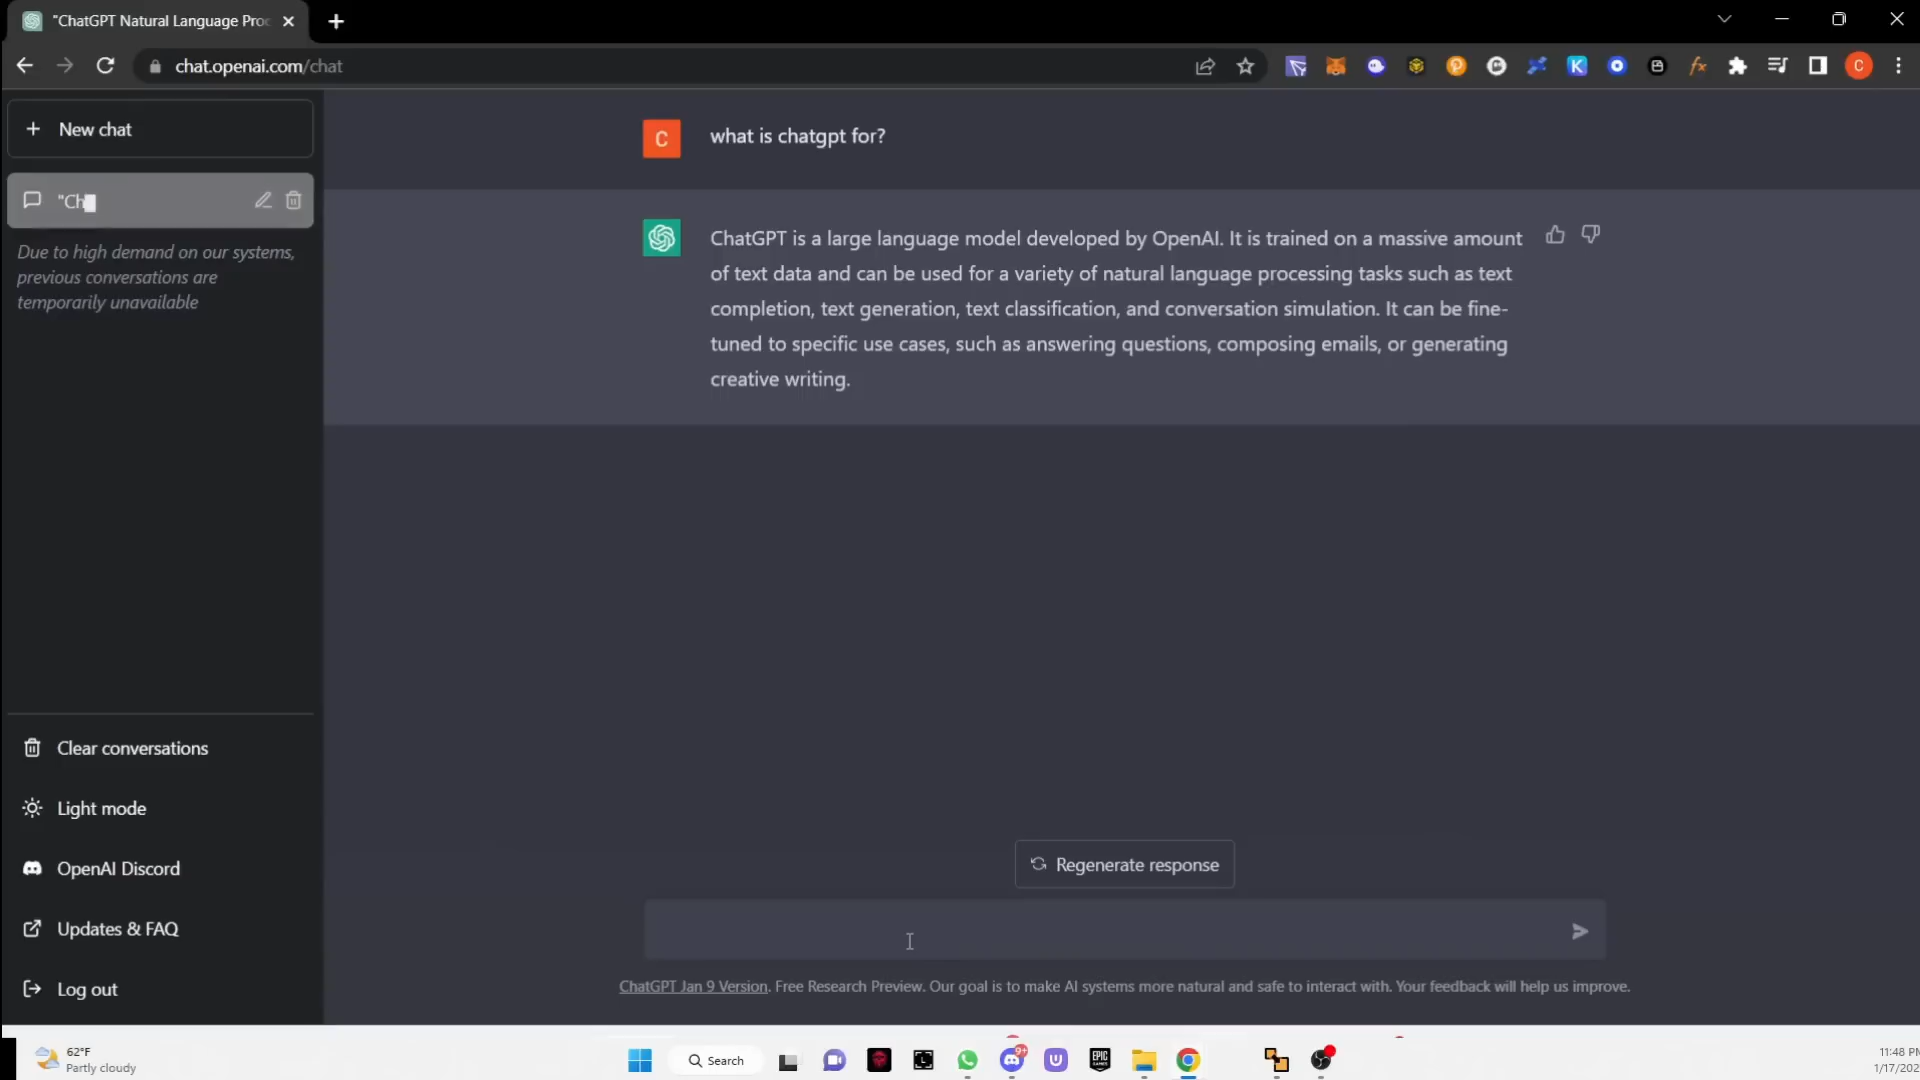 "ChatGPT Natural Language Proc
chat.openai.com/chat
C
New chat
"Ch
Due to high demand on our systems,
previous conversations are
temporarily unavailable
C
what is chatgpt for?
ChatGPT is a large language model developed by OpenAI. It is trained on a massive amount
of text data and can be used for a variety of natural language processing tasks such as text
completion, text generation, text classification, and conversation simulation. It can be fine-
tuned to specific use cases, such as answering questions, composing emails, or generating
creative writing.
Clear conversations
Light mode
OpenAI Discord
Updates & FAQ
Log out
Regenerate response
ChatGPT Jan 9 Version. Free Research Preview. Our goal is to make AI systems more natural and safe to interact with. Your feedback will help us improve.
62°F
Partly cloudy
Search
9+
EPIC
GAMES
11:48 PM
1/17/202